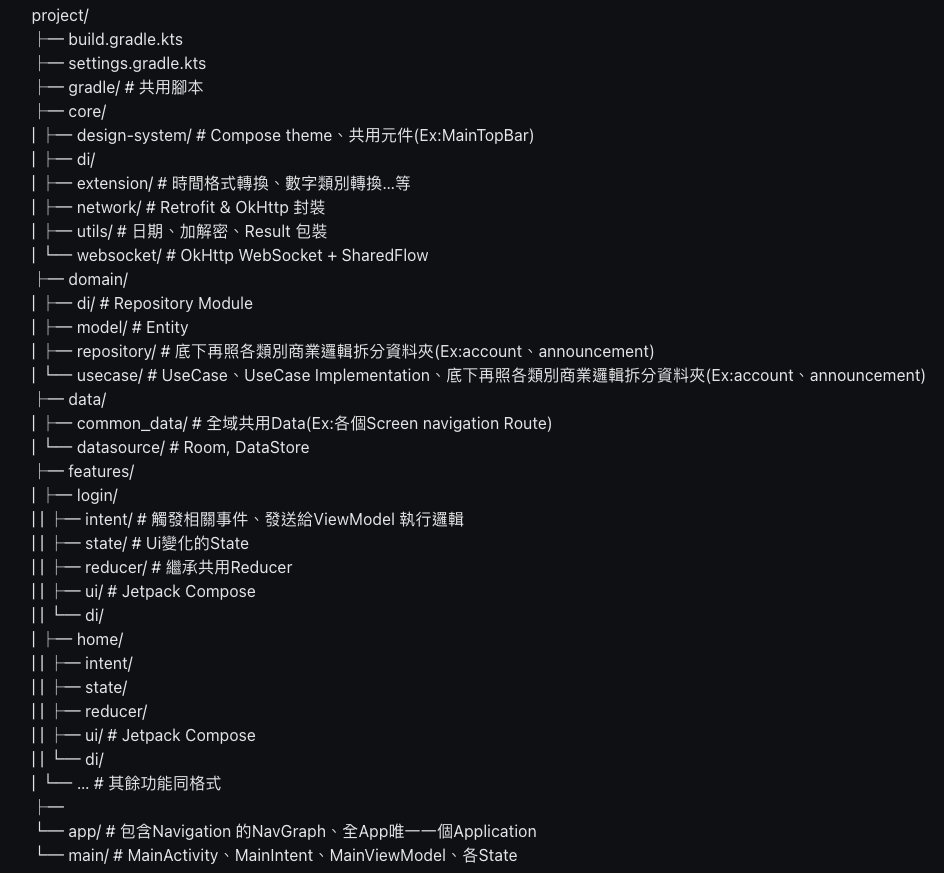 project/
├── build.gradle.kts
├── settings.gradle.kts
├── gradle/ # 共用腳本
├── core/
│ ├── design-system/ # Compose theme、共用元件(Ex:MainTopBar)
│ ├── di/
│ ├── extension/ # 時間格式轉換、數字類別轉換...等
│ ├── network/ # Retrofit & OkHttp 封裝
│ ├── utils/ # 日期、加解密、Result 包裝
│ └── websocket/ # OkHttp WebSocket + SharedFlow
├── domain/
│ ├── di/ # Repository Module
│ ├── model/ # Entity
│ ├── repository/ # 底下再照各類別商業邏輯拆分資料夾(Ex:account、announcement)
│ └── usecase/ # UseCase、UseCase Implementation、底下再照各類別商業邏輯拆分資料夾(Ex:account、announcement)
├── data/
│ ├── common_data/ # 全域共用Data(Ex:各個Screen navigation Route)
│ └── datasource/ # Room, DataStore
├── features/
│ ├── login/
││ ├── intent/ # 觸發相關事件、發送給ViewModel 執行邏輯
││ ├── state/ # Ui變化的State
││ ├── reducer/ # 繼承共用Reducer
││ ├── ui/ # Jetpack Compose
││ └── di/
│ ├── home/
││ ├── intent/
││ ├── state/
││ ├── reducer/
││ ├── ui/ # Jetpack Compose
││ └── di/
│ └── ... # 其餘功能同格式
├──
└── app/ # 包含Navigation 的NavGraph、全App唯一一個Application
└── main/ # MainActivity、MainIntent、MainViewModel、各State